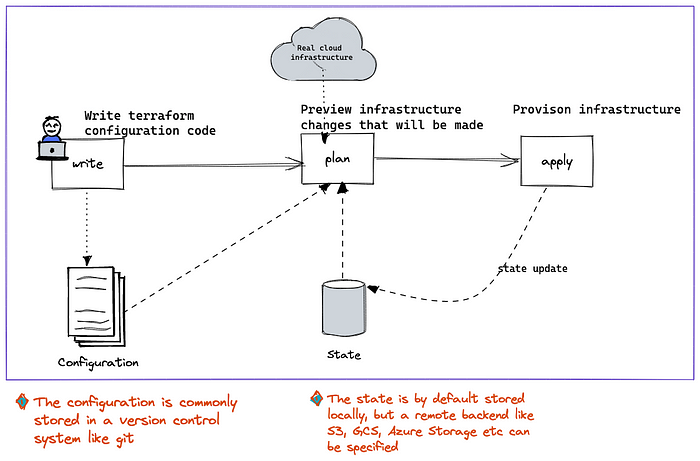 Real cloud
infrastructure
Write terraform
configuration code
Preview infrastructure
changes that will be made
Provison infrastructure
write
plan
apply
state update
Configuration
State
The configuration is commonly
stored in a version control
system like git
The state is by default stored
locally, but a remote backend like
S3, GCS, Azure Storage etc can
be specified